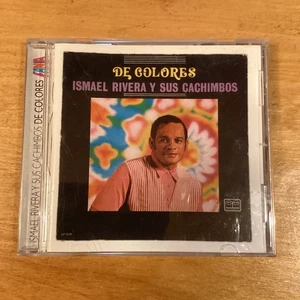 DE COLORES
ISMAEL RIVERA Y SUS CACHIMBOS
ISMAEL RIVERA Y SUS CACHIMBOS DE COLORES